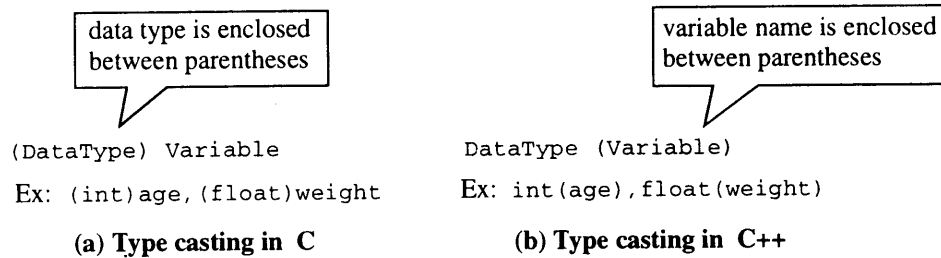 data type is enclosed
between parentheses
(DataType) Variable
Ex: (int)age,(float)weight
(a) Type casting in C
variable name is enclosed
between parentheses
DataType (Variable)
Ex: int(age),float(weight)
(b) Type casting in C++